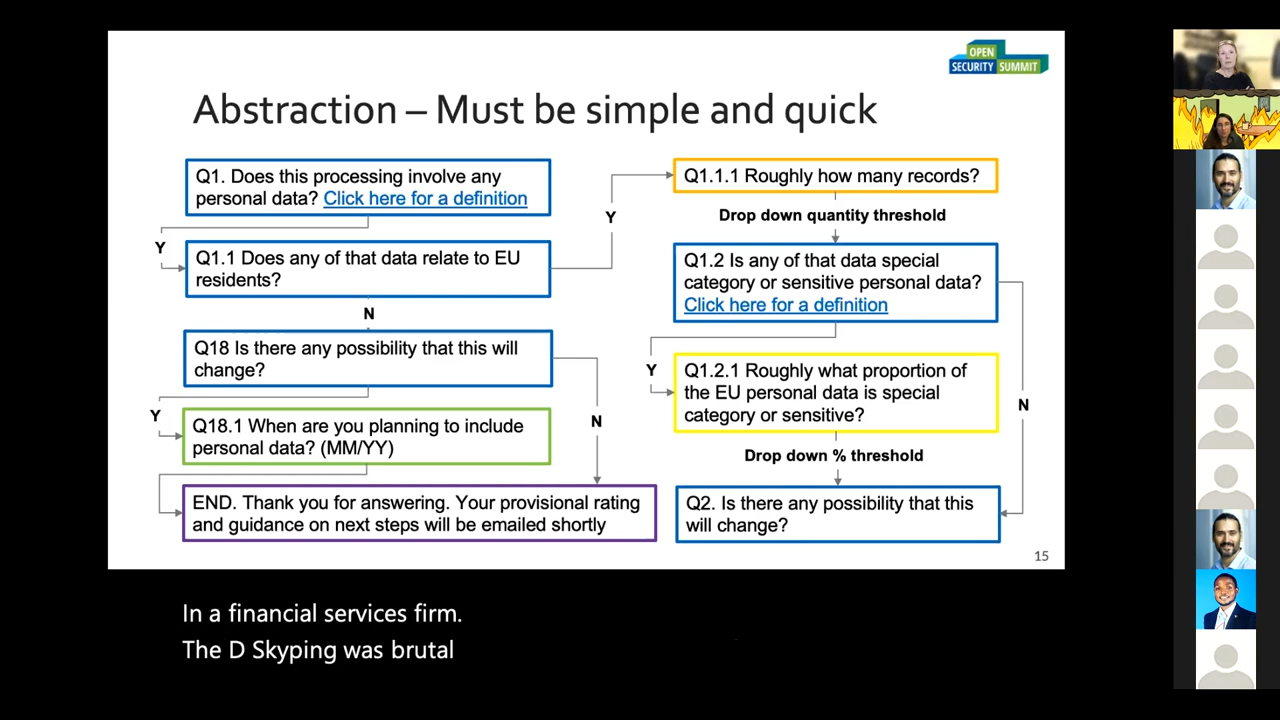 OPEN
SECURITY SUMMIT
Abstraction – Must be simple and quick
Q1. Does this processing involve any
personal data? Click here for a definition
Y
Q1.1 Does any of that data relate to EU
residents?
N
Q18 Is there any possibility that this will
change?
Y
N
Q18.1 When are you planning to include
personal data? (MM/YY)
END. Thank you for answering. Your provisional rating
and guidance on next steps will be emailed shortly
Y
Q1.1.1 Roughly how many records?
Drop down quantity threshold
Q1.2 Is any of that data special
category or sensitive personal data?
Click here for a definition
Y
N
Q1.2.1 Roughly what proportion of
the EU personal data is special
category or sensitive?
Drop down % threshold
Q2. Is there any possibility that this
will change?
15
In a financial services firm.
The D Skyping was brutal